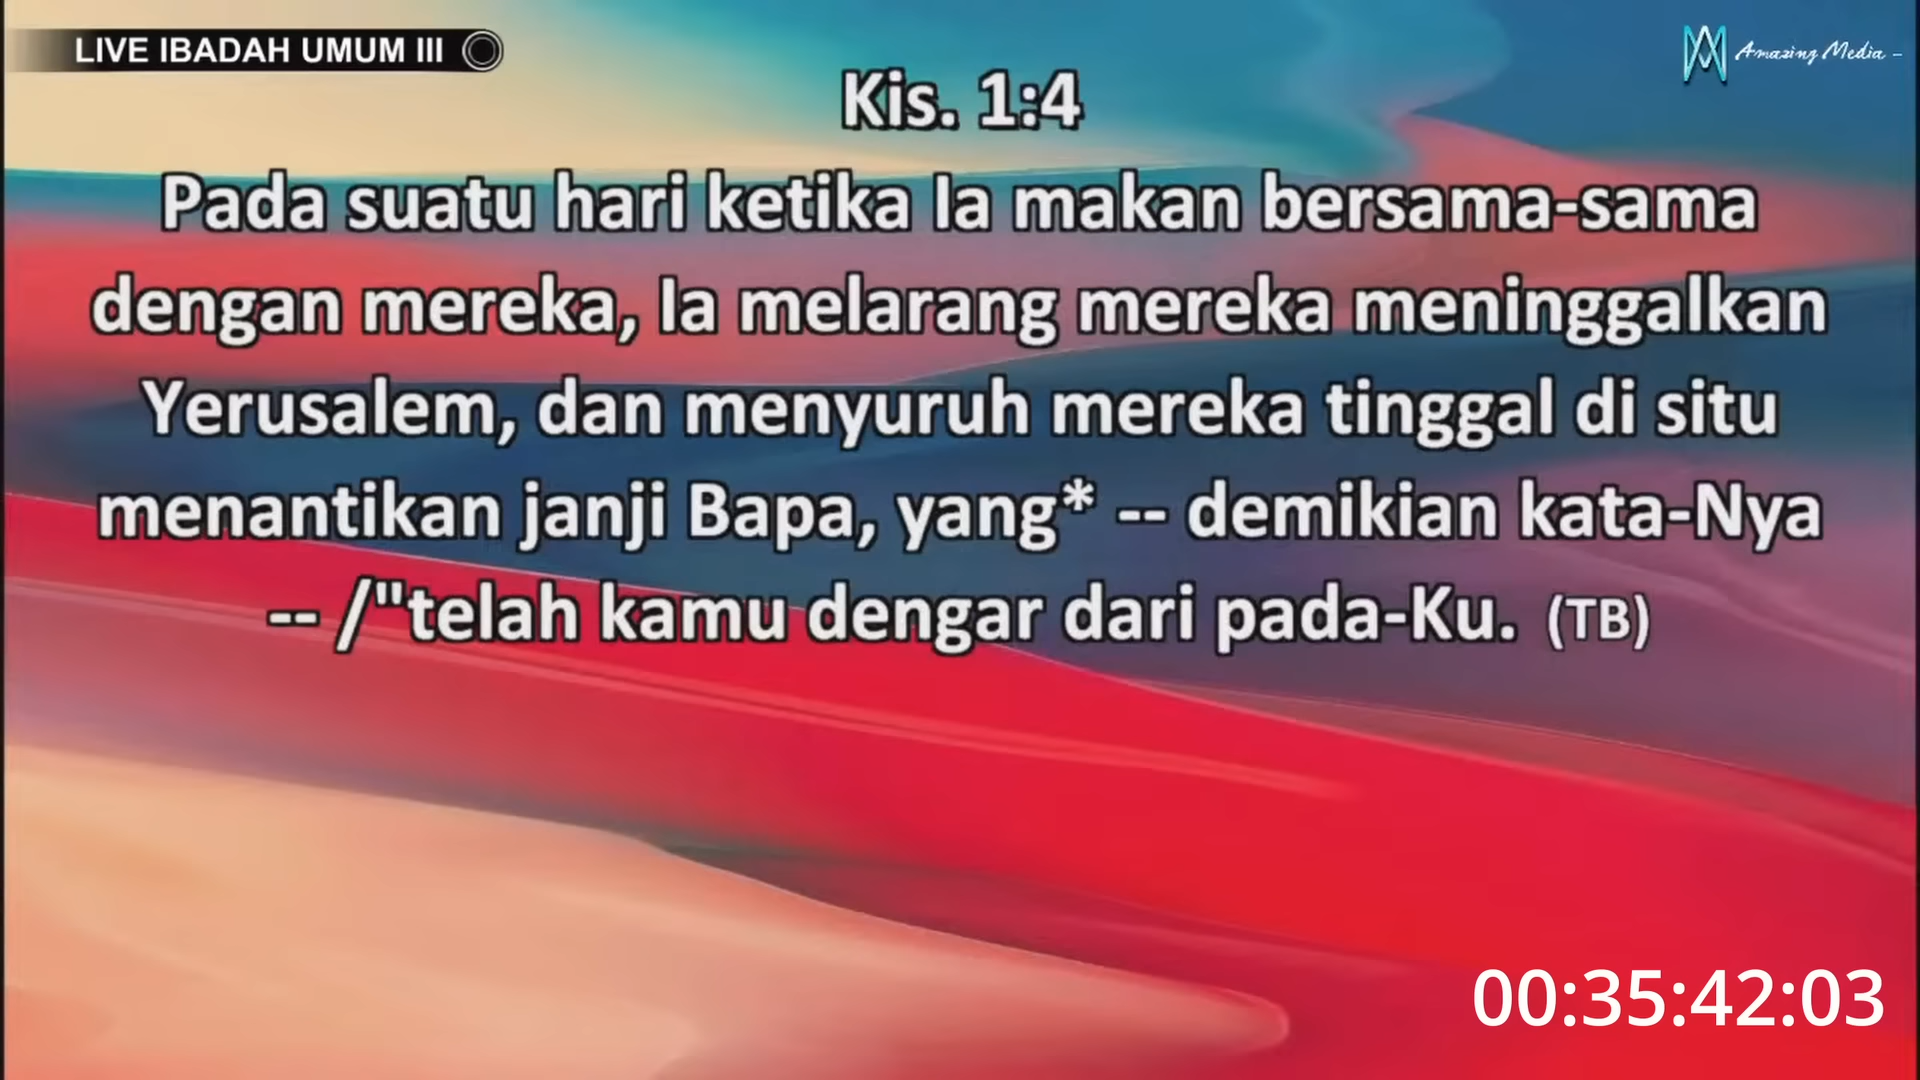 LIVE IBADAH UMUM III
Amazing Media -
Kis. 1:4
Pada suatu hari ketika Ia makan bersama-sama
dengan mereka, Ia melarang mereka meninggalkan
Yerusalem, dan menyuruh mereka tinggal di situ
menantikan janji Bapa, yang* -- demikian kata-Nya
-- /"telah kamu dengar dari pada-Ku. (TB)
00:35:42:03